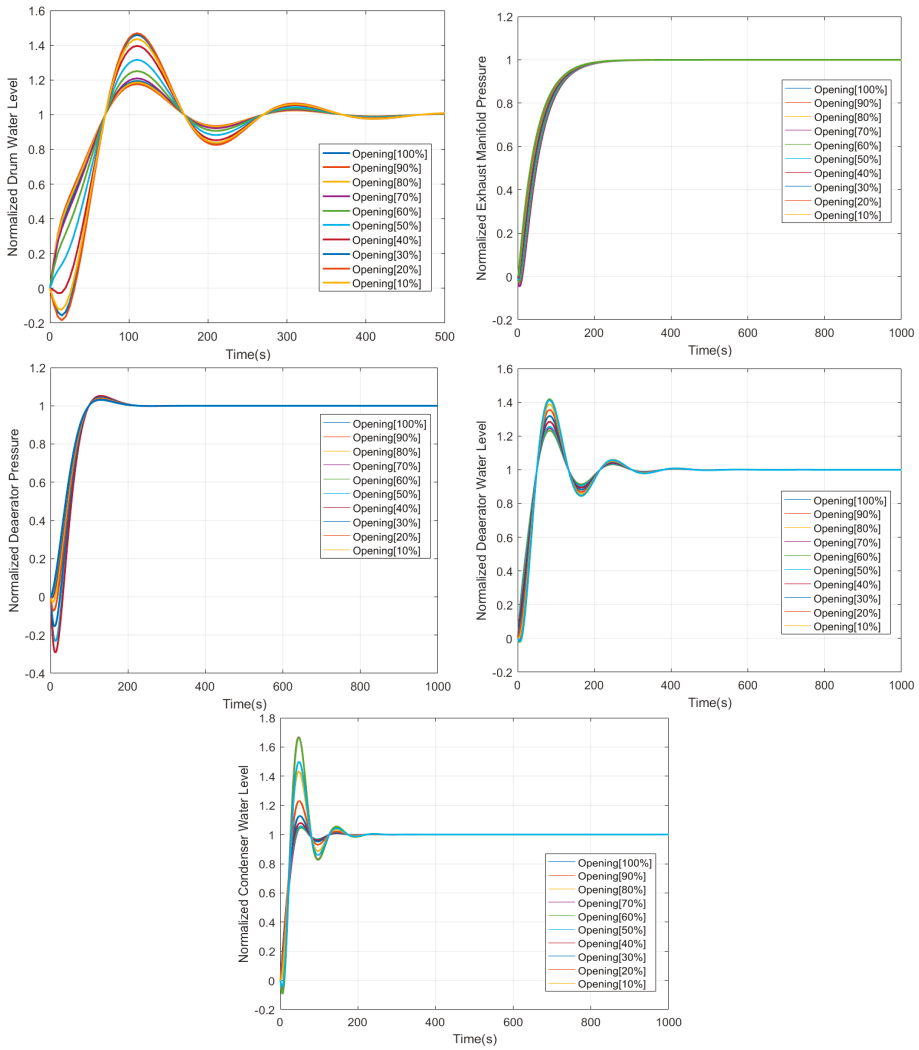 Normalized Drum Water Level
1.6
1.4
1.2
1
0.8
0.6
0.4
0.2
0
-0.2
Opening[100%]
Opening[90%]
Opening[80%]
Opening[70%]
Opening[60%]
Opening[50%]
Opening[40%]
Opening[30%]
Opening[20%]
Opening[10%]
0 100 200 300 400 500
Time(s)
Normalized Exhaust Manifold Pressure
1.2
1
0.8
0.6
0.4
0.2
0
-0.2
Opening[100%]
Opening[90%]
Opening[80%]
Opening[70%]
Opening[60%]
Opening[50%]
Opening[40%]
Opening[30%]
Opening[20%]
Opening[10%]
0 200 400 600 800 1000
Time(s)
Normalized Deaerator Pressure
1.2
1
0.8
0.6
0.4
0.2
0
-0.2
-0.4
Opening[100%]
Opening[90%]
Opening[80%]
Opening[70%]
Opening[60%]
Opening[50%]
Opening[40%]
Opening[30%]
Opening[20%]
Opening[10%]
0 200 400 600 800 1000
Time(s)
Normalized Deaerator Water Level
1.6
1.4
1.2
1
0.8
0.6
0.4
0.2
0
-0.2
Opening[100%]
Opening[90%]
Opening[80%]
Opening[70%]
Opening[60%]
Opening[50%]
Opening[40%]
Opening[30%]
Opening[20%]
Opening[10%]
0 200 400 600 800 1000
Time(s)
Normalized Condenser Water Level
1.8
1.6
1.4
1.2
1
0.8
0.6
0.4
0.2
0
-0.2
Opening[100%]
Opening[90%]
Opening[80%]
Opening[70%]
Opening[60%]
Opening[50%]
Opening[40%]
Opening[30%]
Opening[20%]
Opening[10%]
0 200 400 600 800 1000
Time(s)